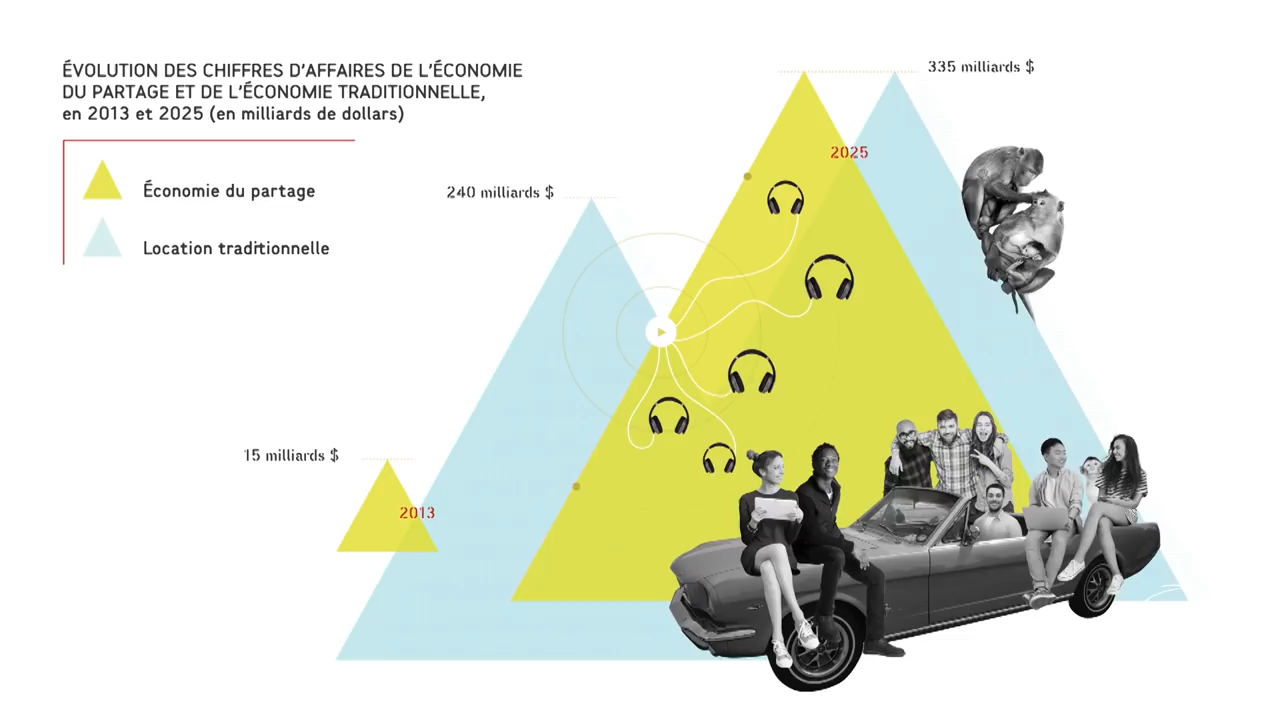 ÉVOLUTION DES CHIFFRES D'AFFAIRES DE L'ÉCONOMIE
DU PARTAGE ET DE L'ÉCONOMIE TRADITIONNELLE,
en 2013 et 2025 (en milliards de dollars)
Économie du partage
Location traditionnelle
335 milliards $
2025
240 milliards $
15 milliards $
2013